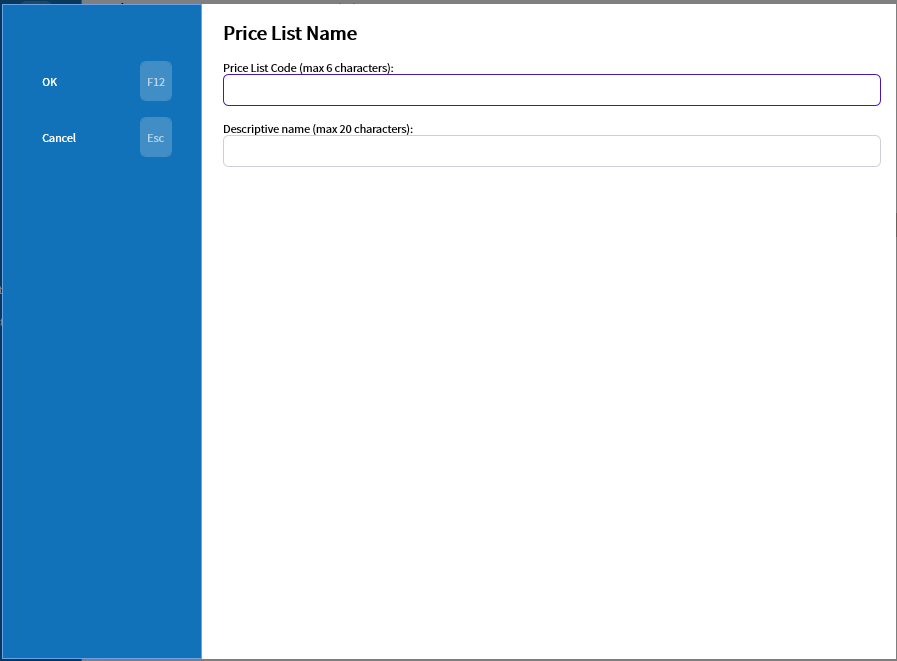 Price List Name
OK F12
Cancel Esc
Price List Code (max 6 characters):
Descriptive name (max 20 characters):